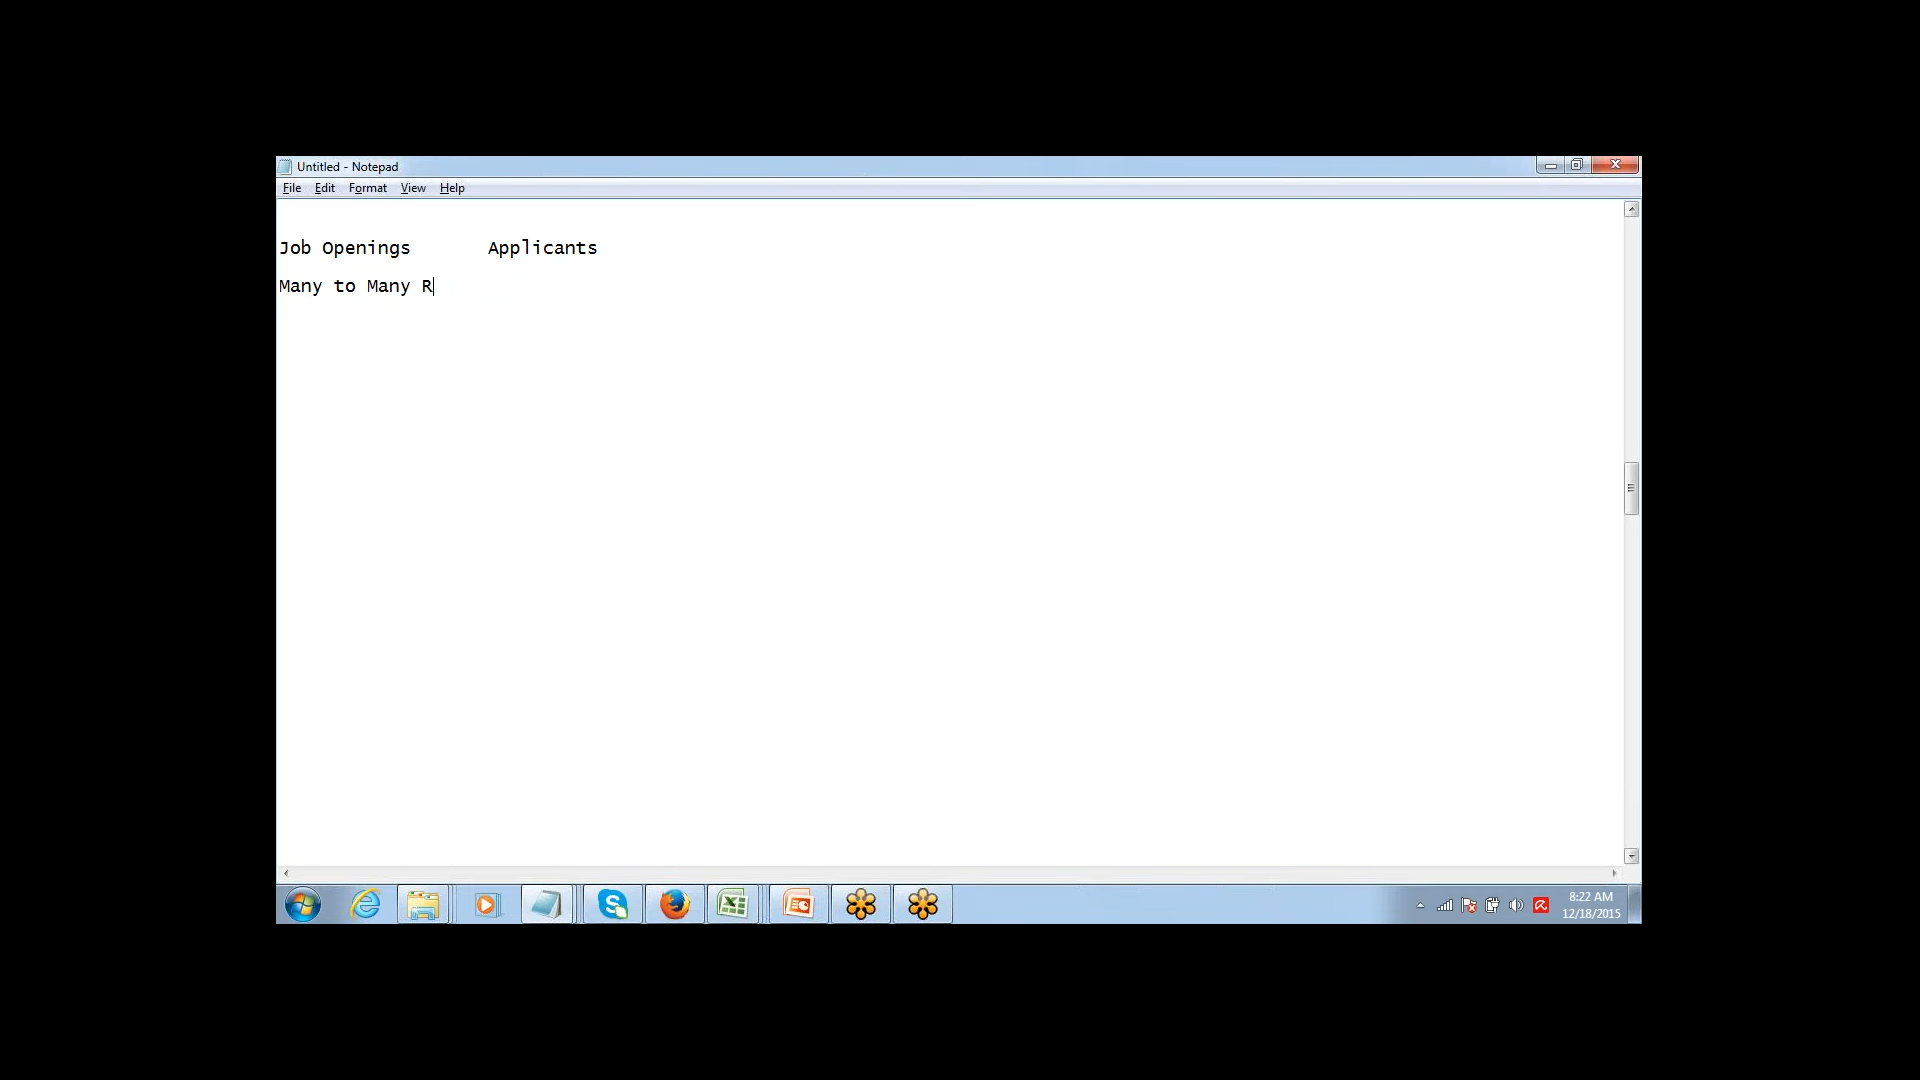 Untitled - Notepad
File Edit Format View Help
Job Openings Applicants
Many to Many R
8:22 AM
12/18/2015